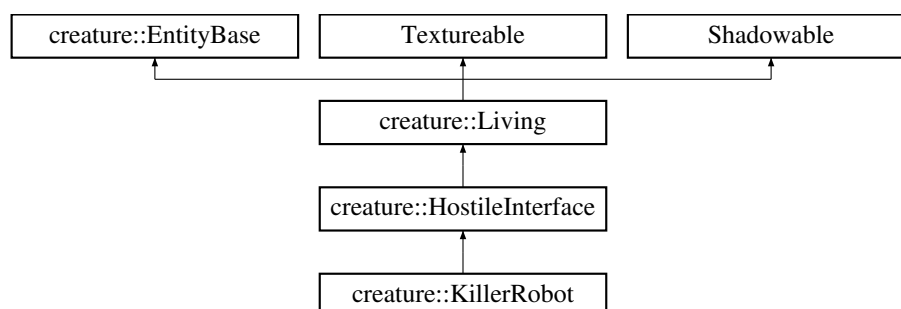 creature::EntityBase
Textureable
Shadowable
creature::Living
creature::HostileInterface
creature::KillerRobot